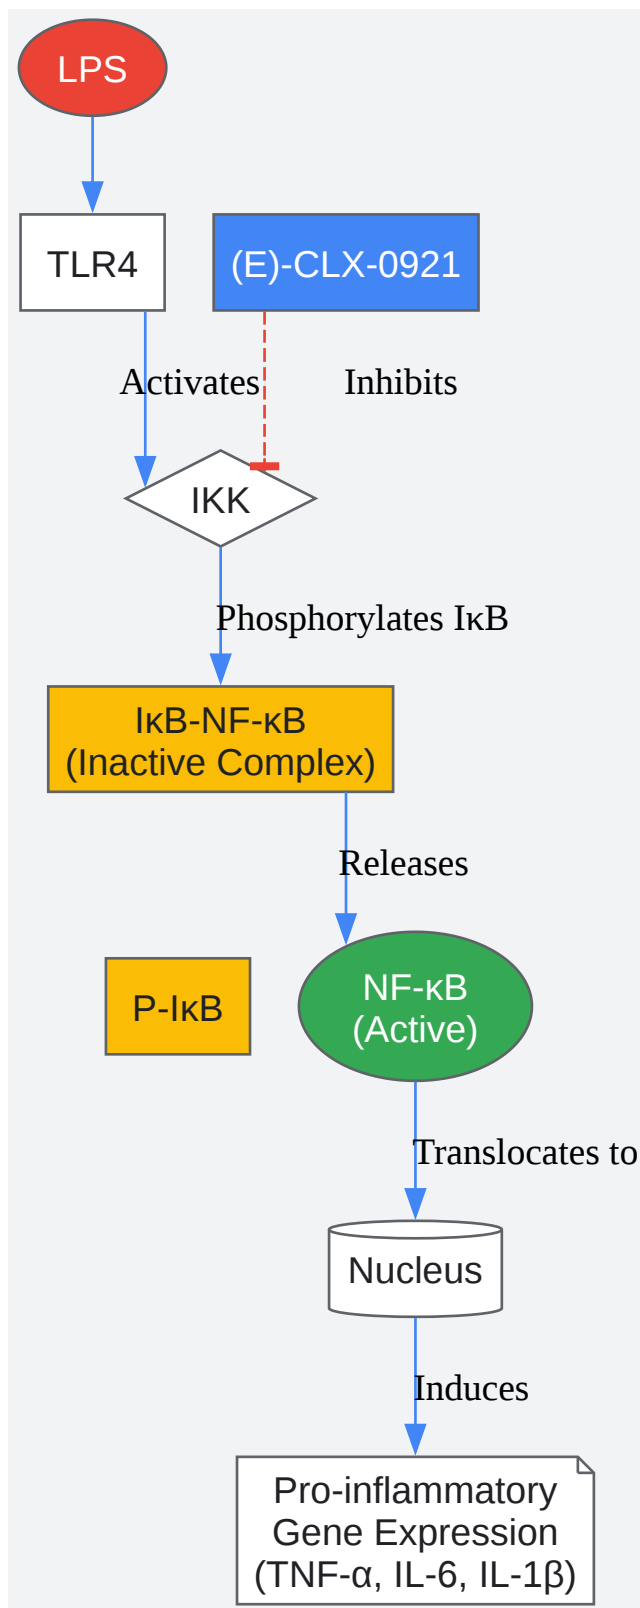 LPS
TLR4
(E)-CLX-0921
Activates
Inhibits
IKK
Phosphorylates IκB
IκB-NF-κB
(Inactive Complex)
Releases
P-IκB
NF-κB
(Active)
Translocates to
Nucleus
Induces
Pro-inflammatory
Gene Expression
(TNF-α, IL-6, IL-1β)